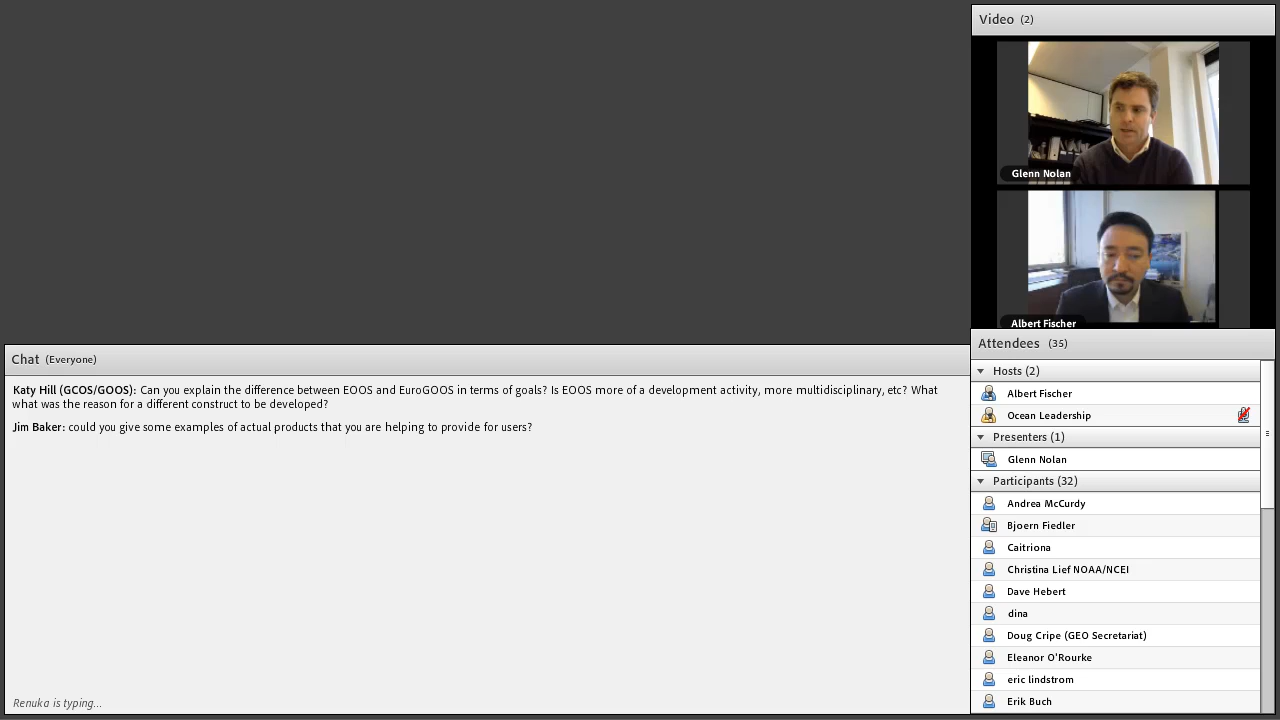 Video (2)
Glenn Nolan
Albert Fischer
Chat (Everyone)
Katy Hill (GCOS/GOOS): Can you explain the difference between EOOS and EuroGOOS in terms of goals? Is EOOS more of a development activity, more multidisciplinary, etc? What
what was the reason for a different construct to be developed?
Jim Baker: could you give some examples of actual pıoducts that you are helping to provide for users?
Renuka is typing...
Attendees (35)
Hosts (2)
Albert Fischer
Ocean Leadership
Presenters (1)
Glenn Nolan
Participants (32)
Andrea McCurdy
Bjoern Fiedler
Caitriona
Christina Lief NOAA/NCEI
Dave Hebert
dina
Doug Cripe (GEO Secretariat)
Eleanor O'Rourke
eric lindstrom
Erik Buch